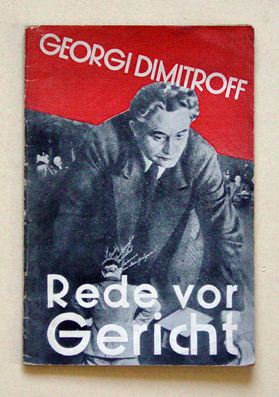 GEORGI DIMITROFF
Rede vor
Gericht